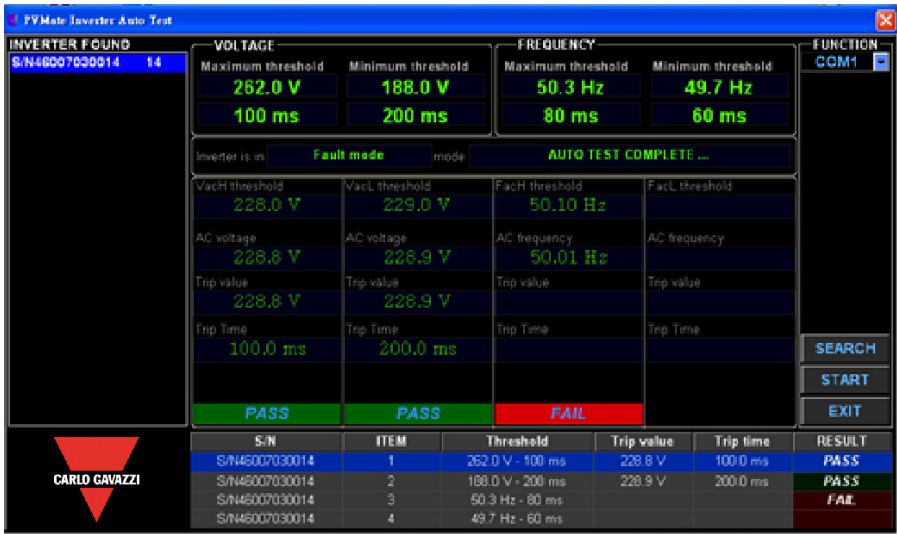 PVMate Inverter Auto Test
INVERTER FOUND
S/N46007030014 14
VOLTAGE
FREQUENCY
FUNCTION
Maximum threshold Minimum threshold Maximum threshold Minimum threshold
COM1
262.0 V 188.0 V 50.3 Hz 49.7 Hz
100 ms 200 ms 80 ms 60 ms
Inverter is in Fault mode mode AUTO TEST COMPLETE ...
VacH threshold VacL threshold FacH threshold FacL threshold
228.0 V 229.0 V 50.10 Hz
AC voltage AC voltage AC frequency AC frequency
228.8 V 228.9 V 50.01 Hz
Trip value Trip value Trip value Trip value
228.8 V 228.9 V
Trip Time Trip Time Trip Time Trip Time
100.0 ms 200.0 ms
SEARCH
START
PASS PASS FAIL
EXIT
S/N ITEM Threshold Trip value Trip time RESULT
S/N46007030014 1 262.0 V - 100 ms 228.8 V 100.0 ms PASS
S/N46007030014 2 188.0 V - 200 ms 228.9 V 200.0 ms PASS
S/N46007030014 3 50.3 Hz - 80 ms FAIL
S/N46007030014 4 49.7 Hz - 60 ms
CARLO GAVAZZI